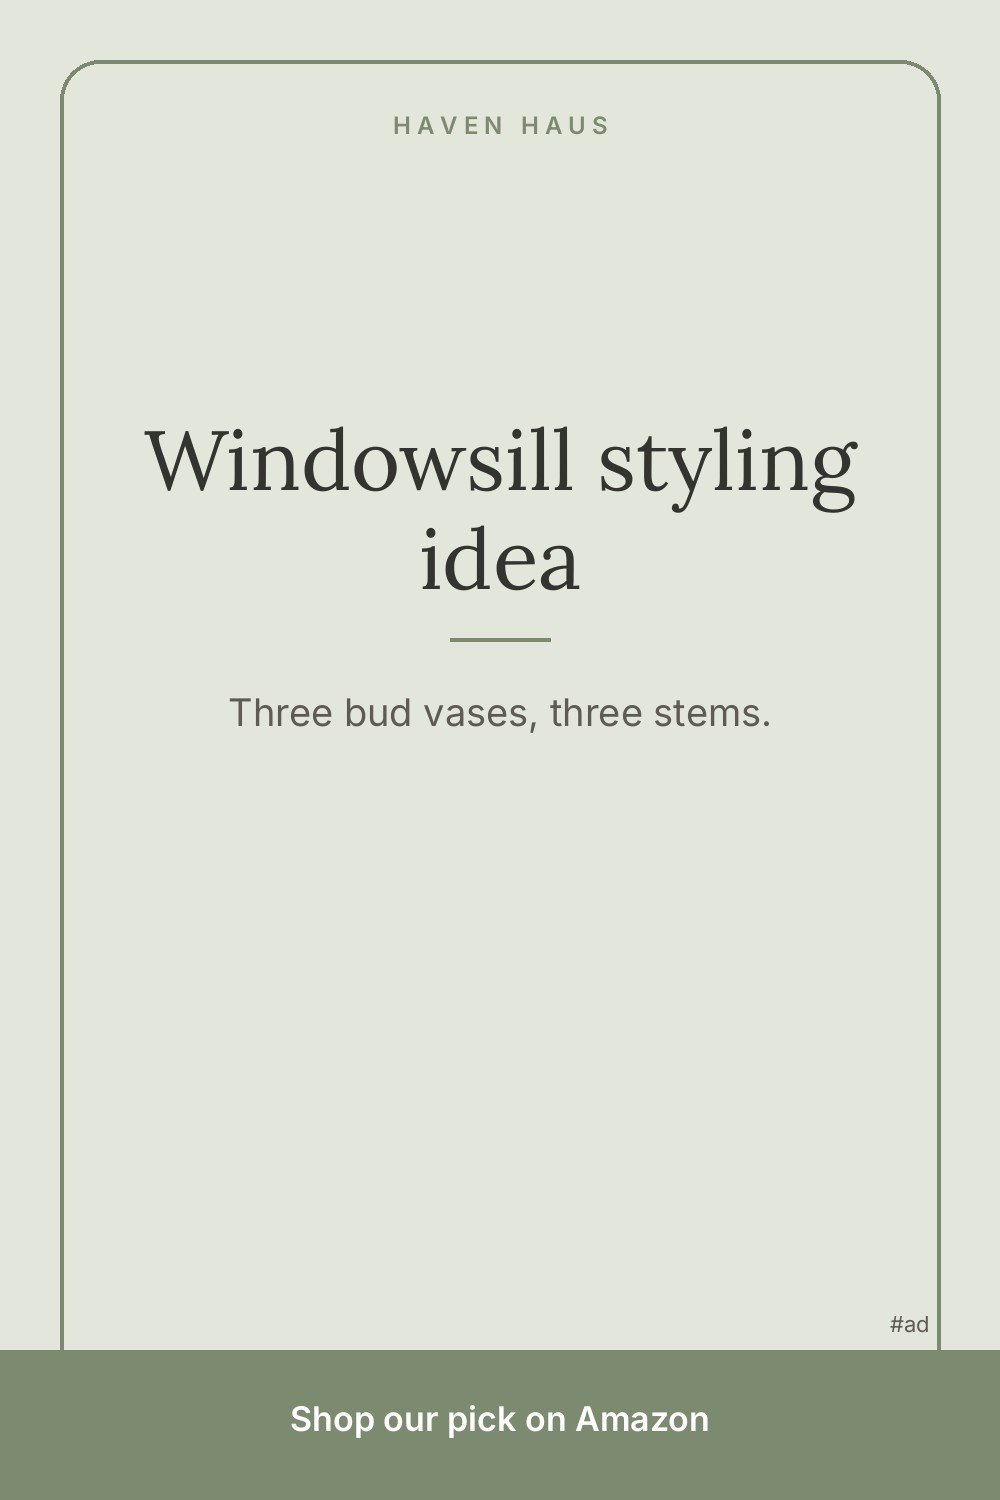 HAVEN HAUS
Windowsill styling
idea
Three bud vases, three stems.
#ad
Shop our pick on Amazon